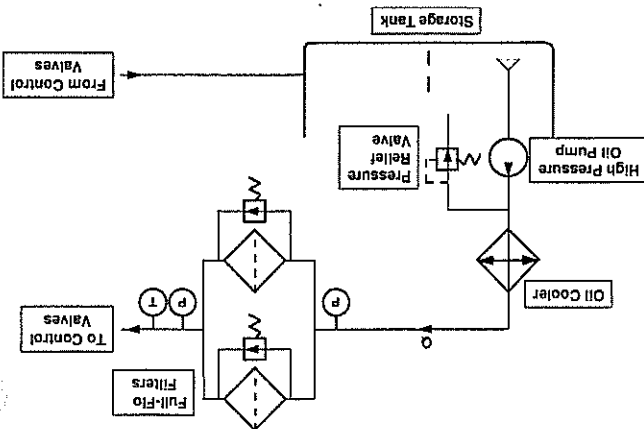 Full-Flo
Filters
To Control
Valves
T
P
P
Oil Cooler
Pressure
Relief
Valve
High Pressure
Oil Pump
From Control
Valves
Storage Tank